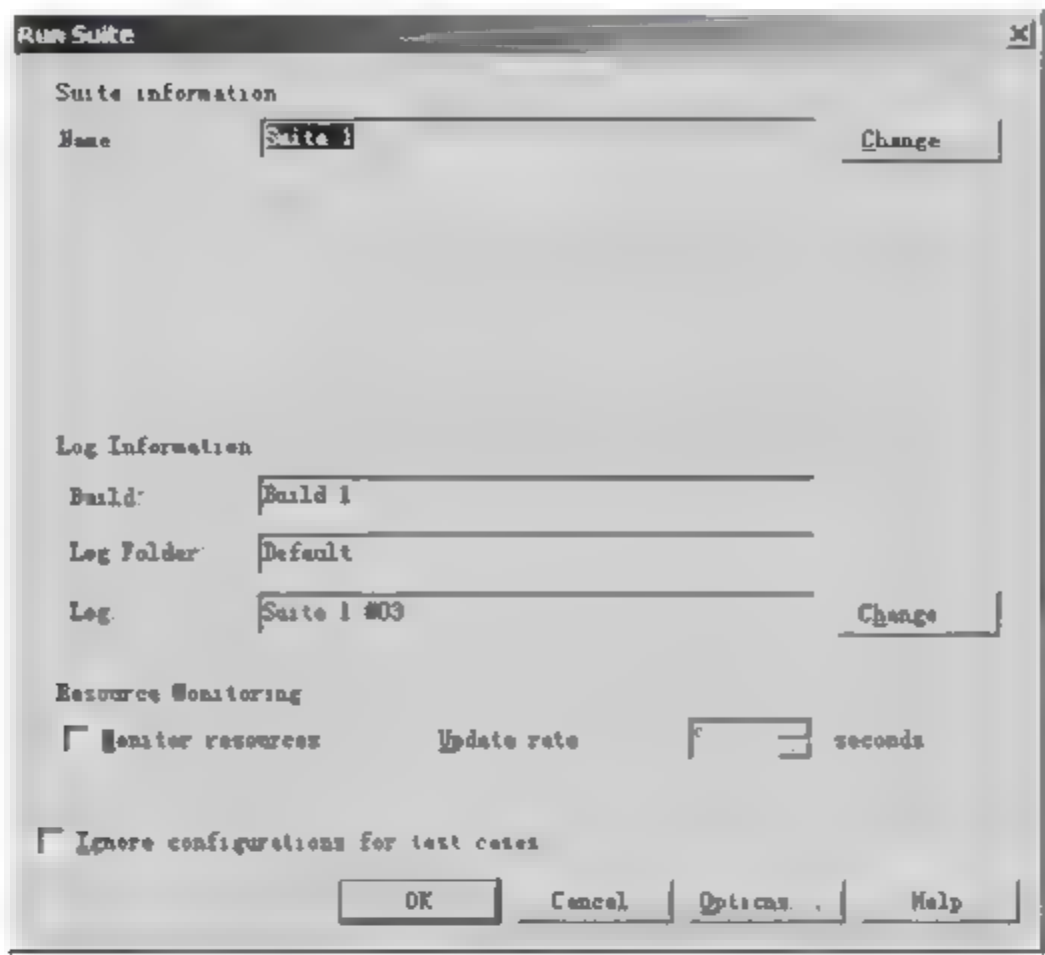 Run Suite
Suite information
Name Suite 1 Change
Log Information
Build: Build 1
Log Folder: Default
Log: Suite 1 #03 Change
Resource Monitoring
Monitor resources Update rate seconds
Ignore configurations for test cases
OK Cancel Options.. Help